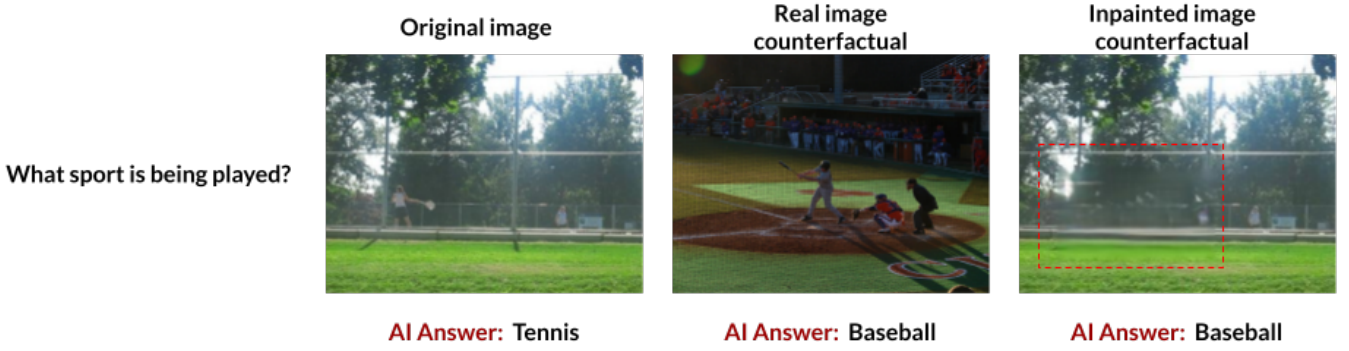 Original image
Real image
counterfactual
Inpainted image
counterfactual
What sport is being played?
AI Answer: Tennis
AI Answer: Baseball
AI Answer: Baseball